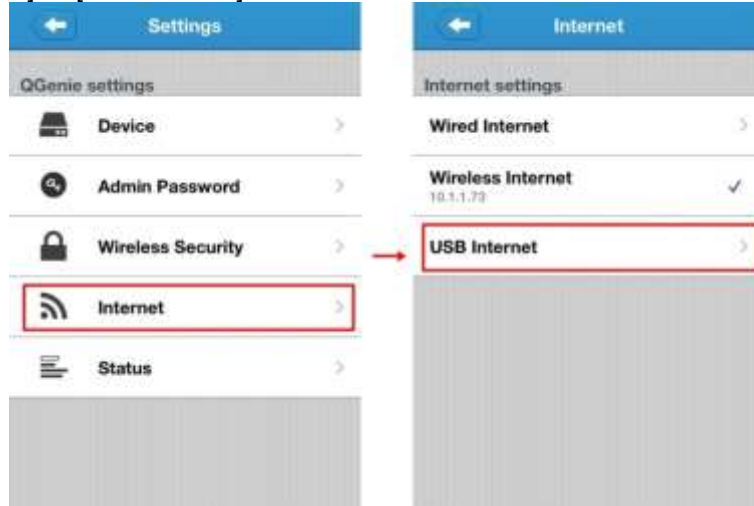 Settings
QGenie settings
Device
Admin Password
Wireless Security
Internet
Status
Internet
Internet settings
Wired Internet
Wireless Internet
10.1.1.73
USB Internet